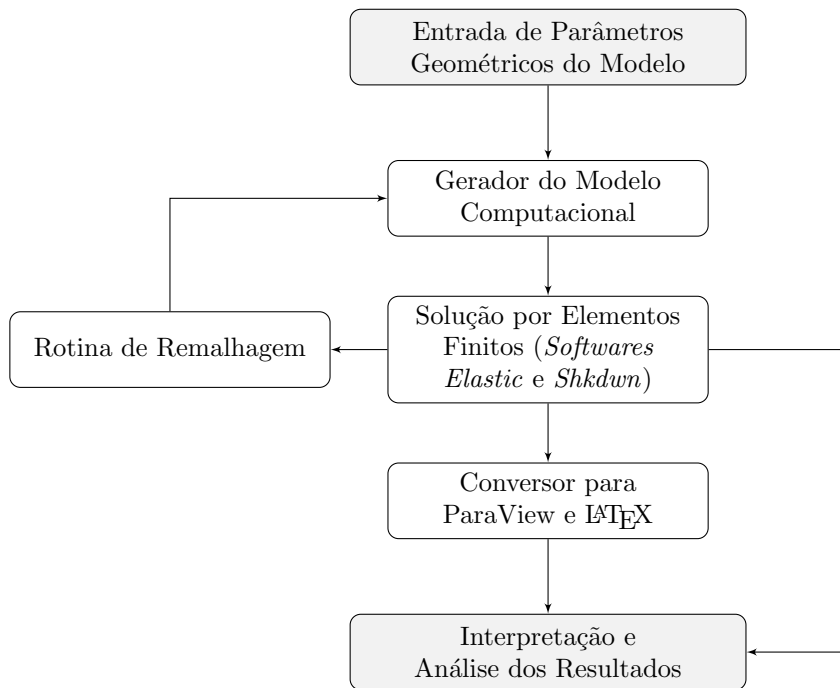 Entrada de Parâmetros
Geométricos do Modelo
Gerador do Modelo
Computacional
Rotina de Remalhagem
Solução por Elementos
Finitos (Softwares
Elastic e Shkdwn)
Conversor para
ParaView e LATEX
Interpretação e
Análise dos Resultados